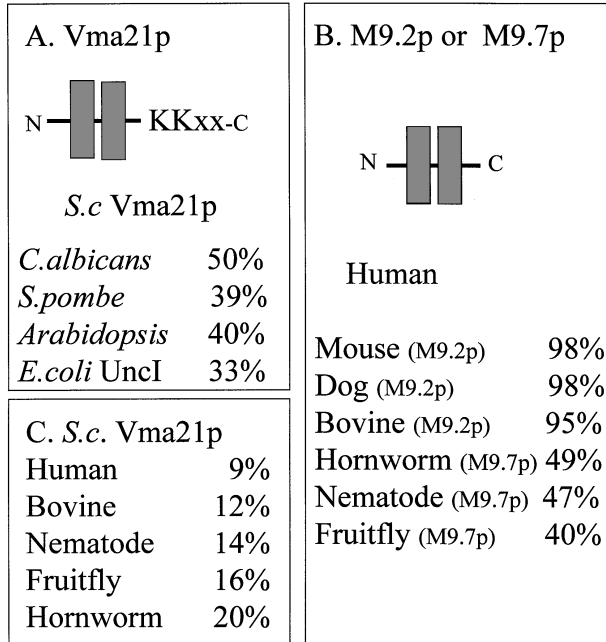 A. Vma21p
N KKxx-C
S.c Vma21p
C.albicans 50%
S.pombe 39%
Arabidopsis 40%
E.coli UncI 33%
B. M9.2p or M9.7p
N C
Human
Mouse (M9.2p) 98%
Dog (M9.2p) 98%
Bovine (M9.2p) 95%
Hornworm (M9.7p) 49%
Nematode (M9.7p) 47%
Fruitfly (M9.7p) 40%
C. S.c. Vma21p
Human 9%
Bovine 12%
Nematode 14%
Fruitfly 16%
Hornworm 20%